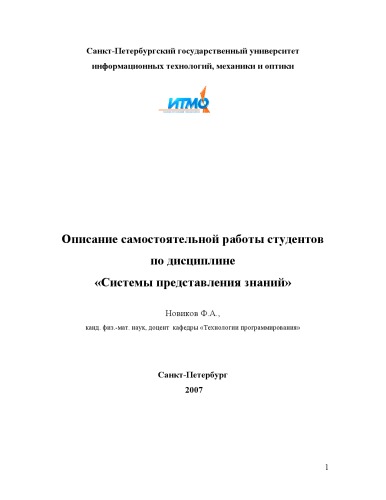 Санкт-Петербургский государственный университет
информационных технологий, механики и оптики
ИТМО
Описание самостоятельной работы студентов
по дисциплине
«Системы представления знаний»
Новиков Ф.А.,
канд. физ.-мат. наук, доцент кафедры «Технологии программирования»
Санкт-Петербург
2007
1